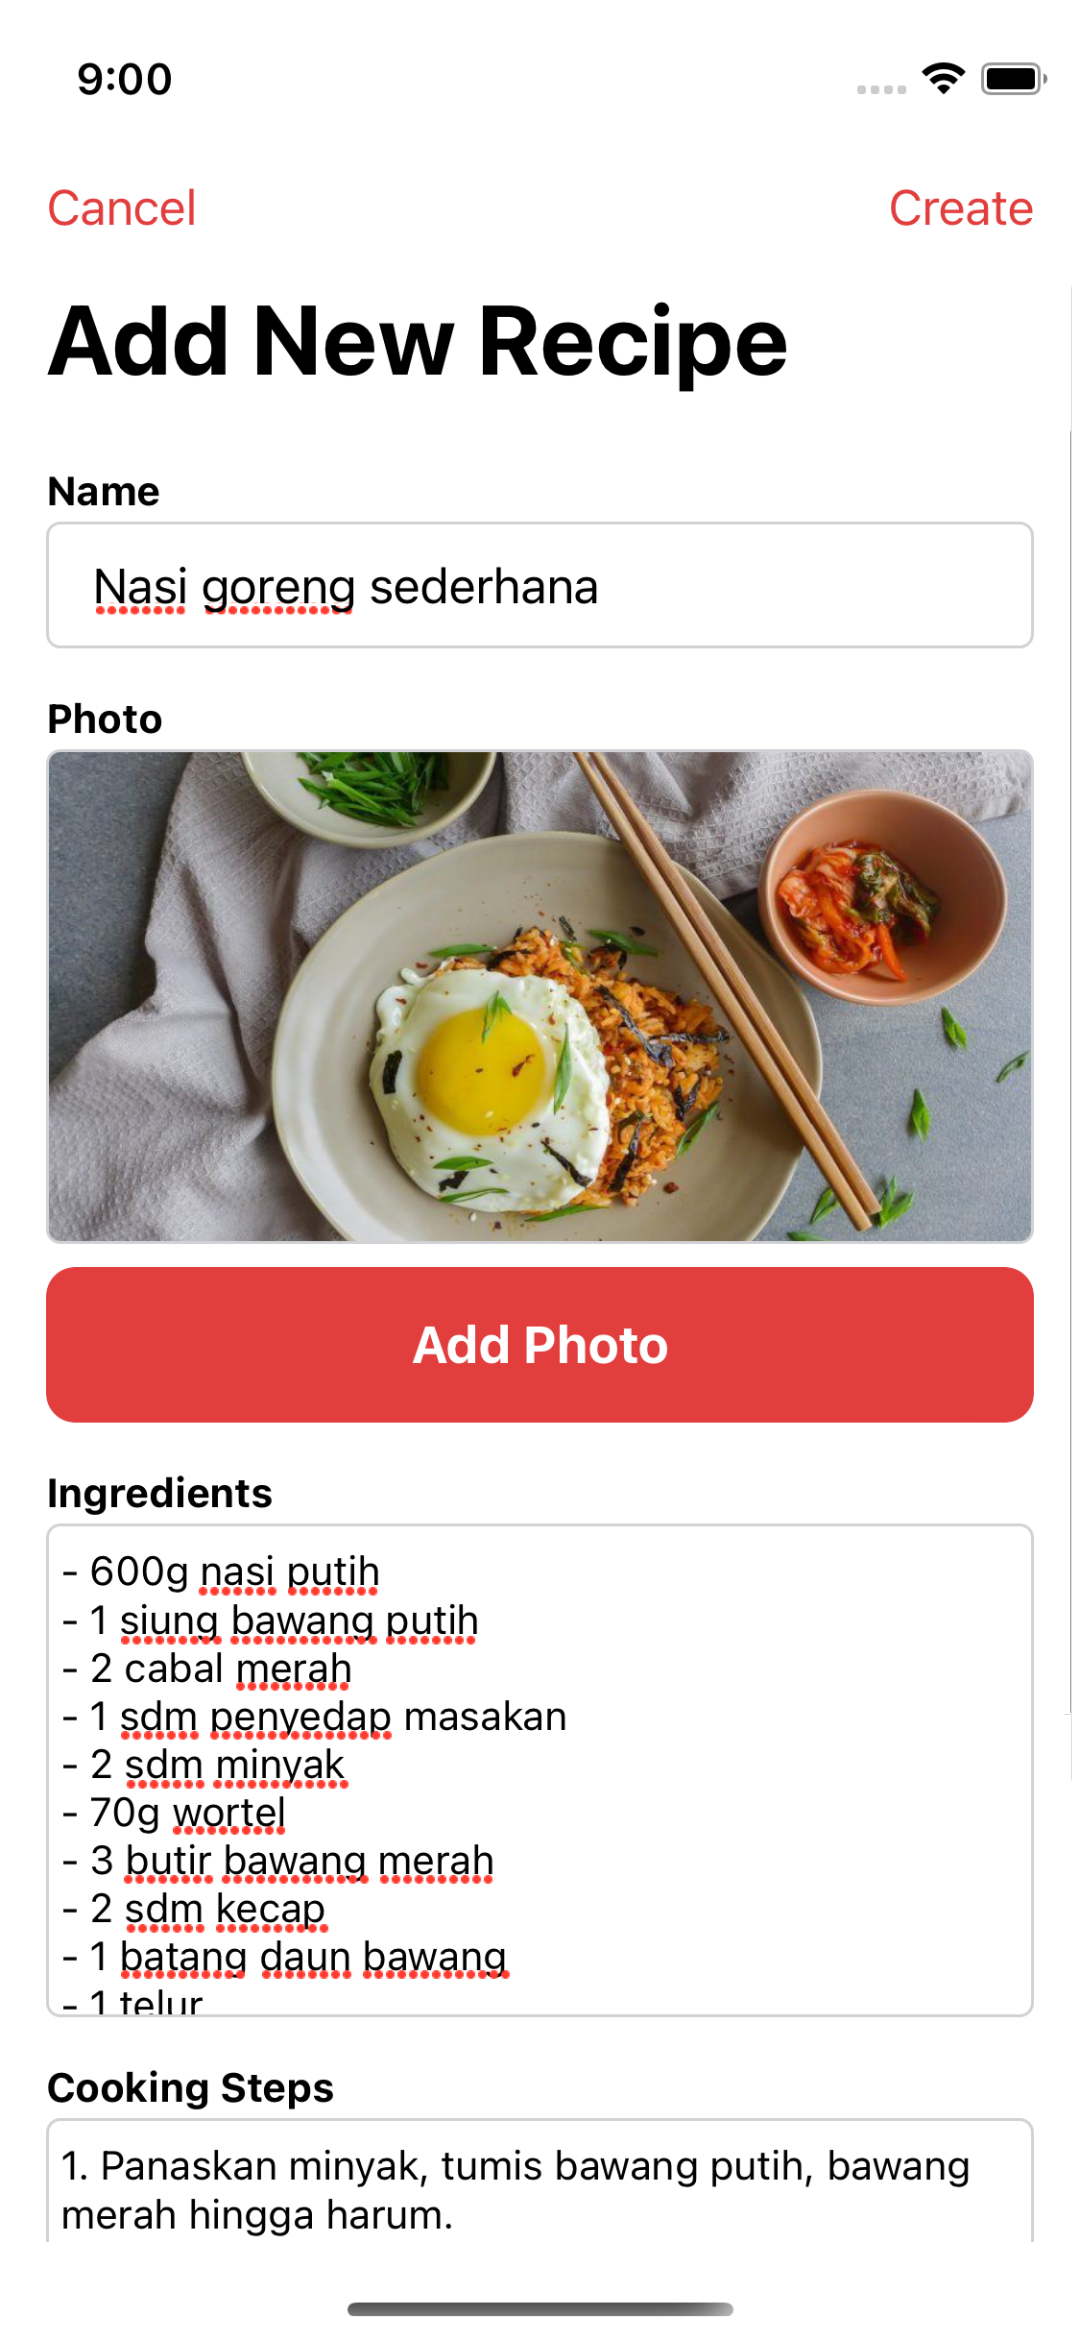 9:00
Cancel
Create
Add New Recipe
Name
Nasi goreng sederhana
Photo
Add Photo
Ingredients
- 600g nasi putih
- 1 siung bawang putih
- 2 cabal merah
- 1 sdm penyedap masakan
- 2 sdm minyak
- 70g wortel
- 3 butir bawang merah
- 2 sdm kecap
- 1 batang daun bawang
- 1 telur
Cooking Steps
1. Panaskan minyak, tumis bawang putih, bawang
merah hingga harum.